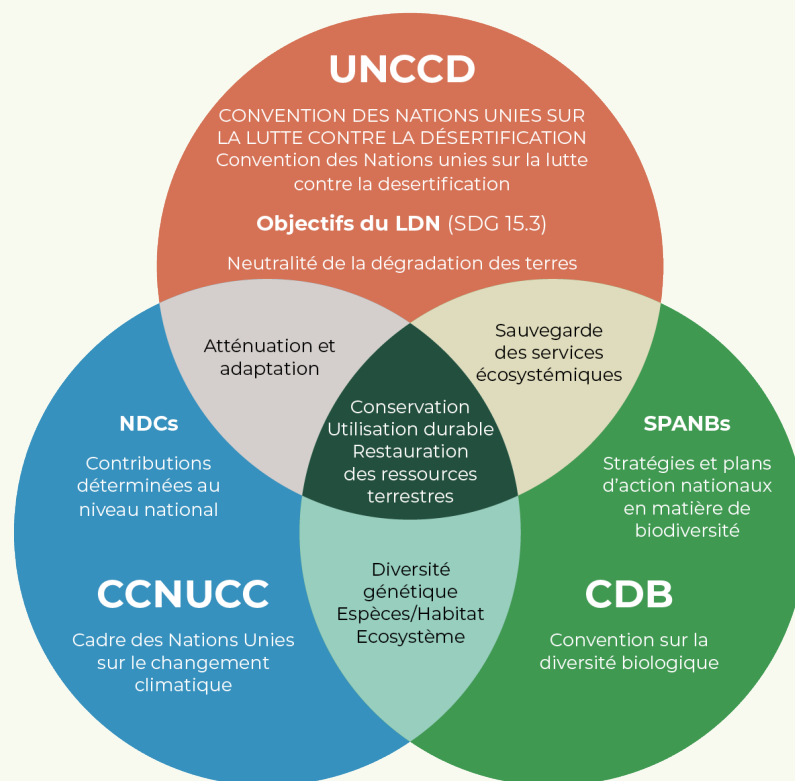 UNCCD
CONVENTION DES NATIONS UNIES SUR
LA LUTTE CONTRE LA DÉSERTIFICATION
Convention des Nations unies sur la lutte
contre la desertification
Objectifs du LDN (SDG 15.3)
Neutralité de la dégradation des terres
Atténuation et
adaptation
Sauvegarde
des services
écosystémiques
Conservation
Utilisation durable
Restauration
des ressources
terrestres
NDCs
Contributions
déterminées au
niveau national
CCNUCC
Cadre des Nations Unies
sur le changement
climatique
SPANBs
Stratégies et plans
d'action nationaux
en matière de
biodiversité
CDB
Convention sur la
diversité biologique
Diversité
génétique
Espèces/Habitat
Ecosystème